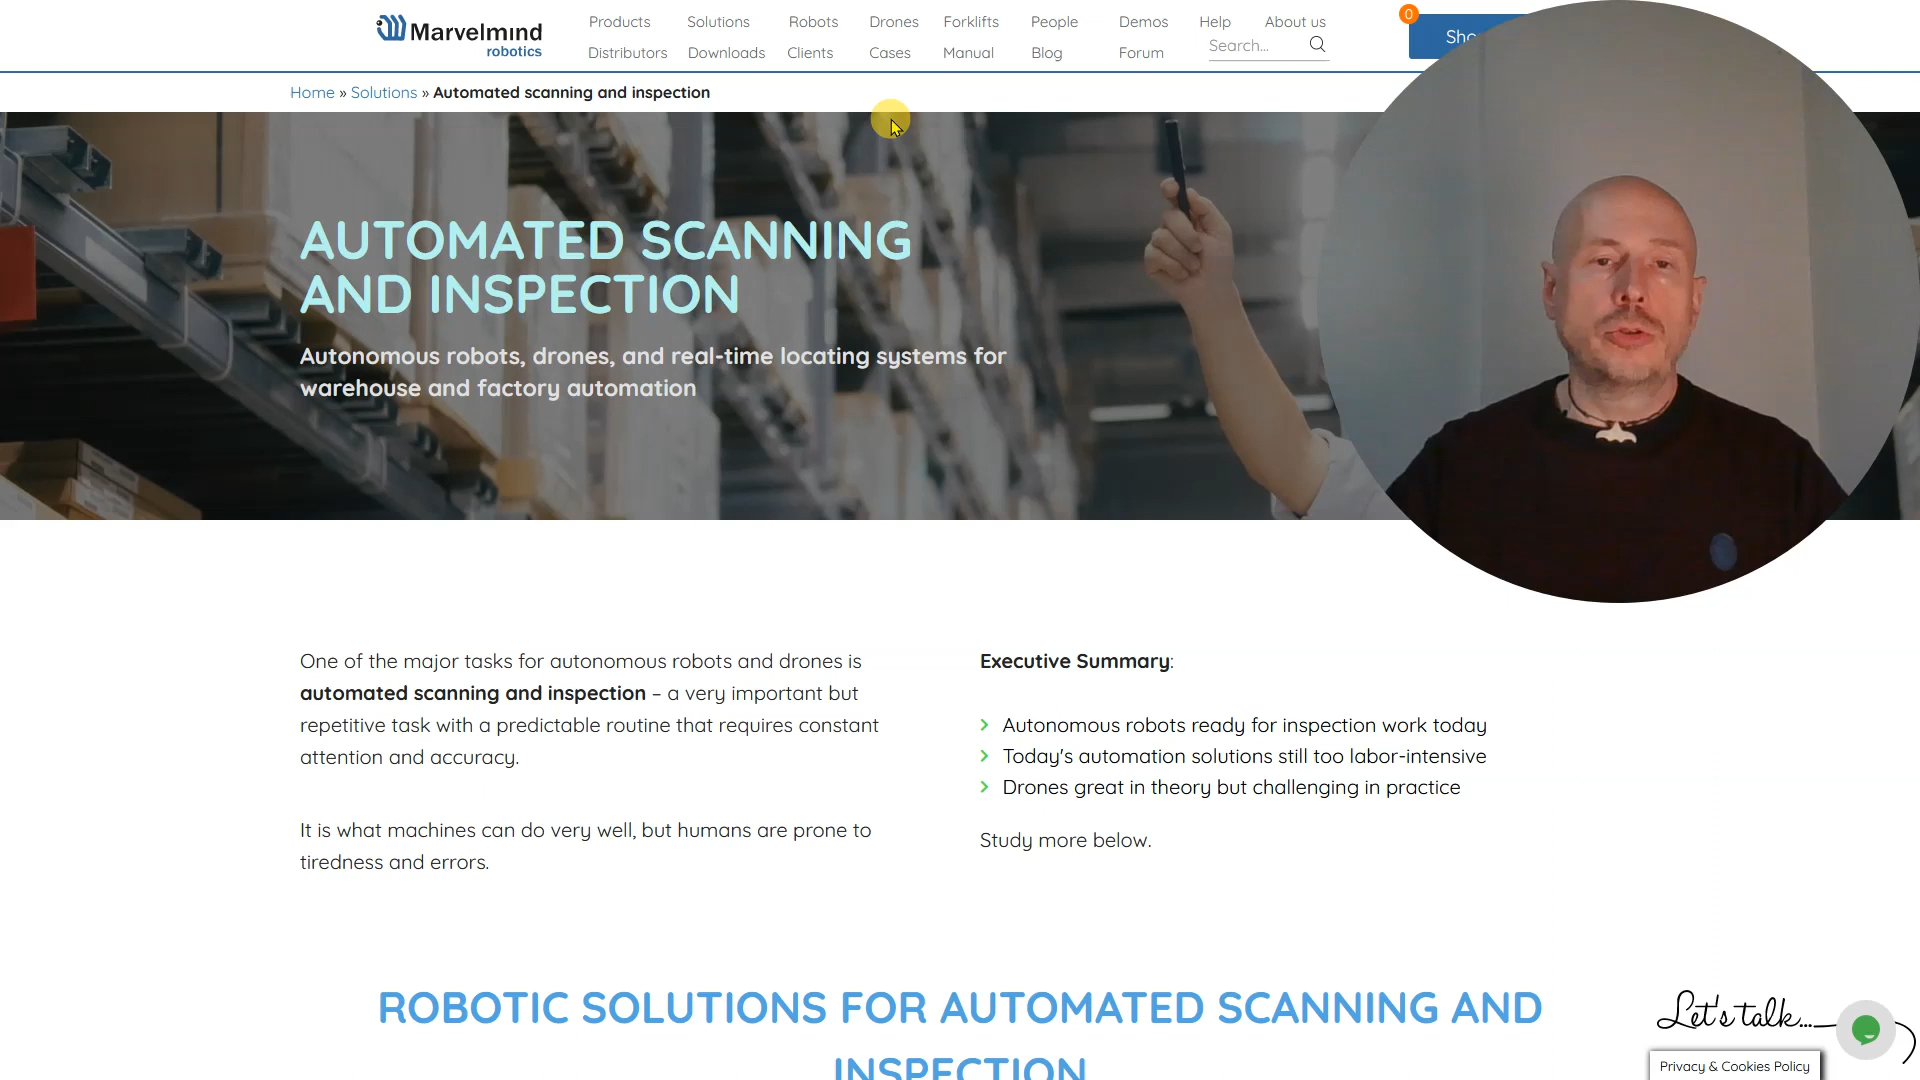 Marvelmind
robotics
Products Solutions Robots Drones Forklifts People Demos Help About us
Distributors Downloads Clients Cases Manual Blog Forum Search...
0
Home » Solutions » Automated scanning and inspection
AUTOMATED SCANNING
AND INSPECTION
Autonomous robots, drones, and real-time locating systems for
warehouse and factory automation
One of the major tasks for autonomous robots and drones is
automated scanning and inspection – a very important but
repetitive task with a predictable routine that requires constant
attention and accuracy.
It is what machines can do very well, but humans are prone to
tiredness and errors.
Executive Summary:
Autonomous robots ready for inspection work today
Today's automation solutions still too labor-intensive
Drones great in theory but challenging in practice
Study more below.
ROBOTIC SOLUTIONS FOR AUTOMATED SCANNING AND
INSPECTION
Let's talk...
Privacy & Cookies Policy